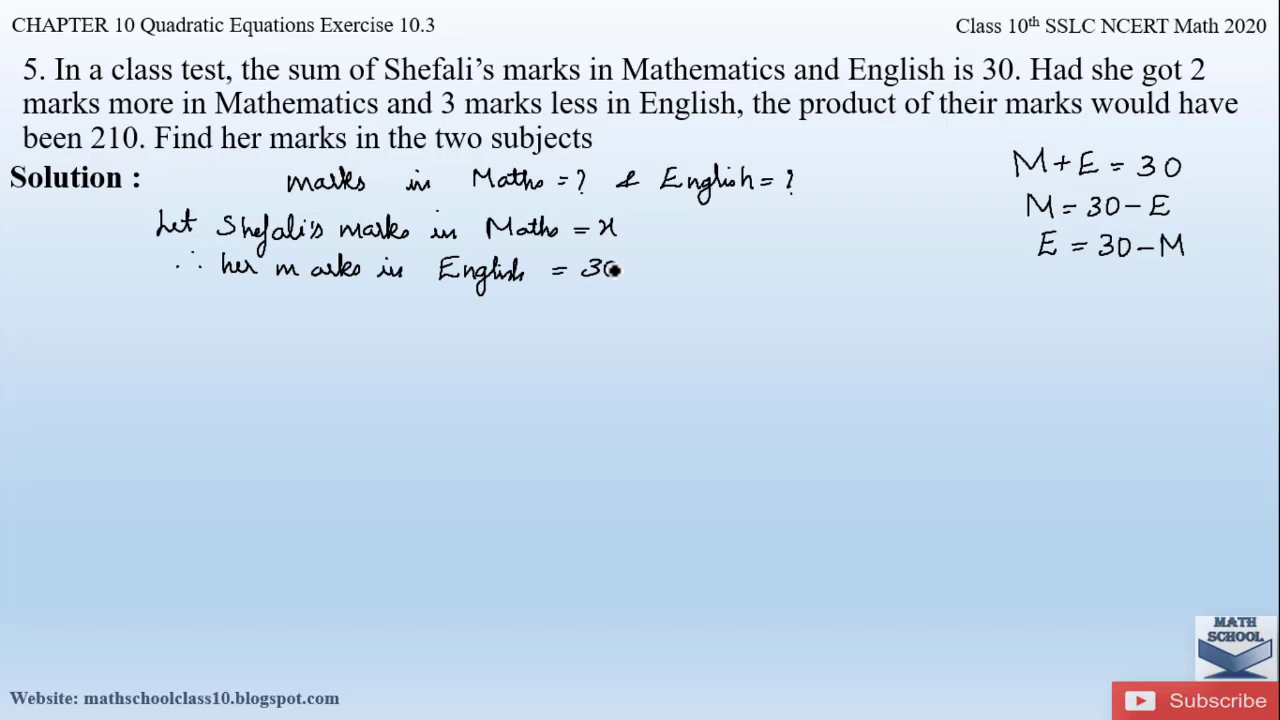 CHAPTER 10 Quadratic Equations Exercise 10.3
Class 10th SSLC NCERT Math 2020
5. In a class test, the sum of Shefali’s marks in Mathematics and English is 30. Had she got 2
marks more in Mathematics and 3 marks less in English, the product of their marks would have
been 210. Find her marks in the two subjects
Solution :
marks in Maths = ? & English = ?
Let Shefali's marks in Maths = x
∴ her marks in English = 30
M + E = 30
M = 30 - E
E = 30 - M
MATH
SCHOOL
Website: mathschoolclass10.blogspot.com
Subscribe